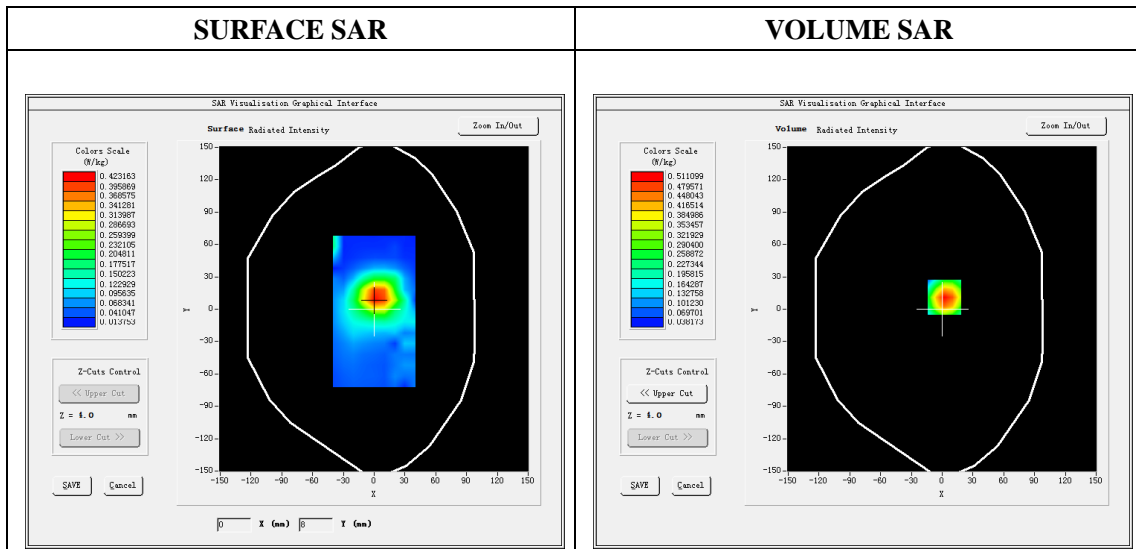 SURFACE SAR
VOLUME SAR
SAR Visualisation Graphical Interface
Surface Radiated Intensity
Zoom In/Out
Colors Scale
(W/kg)
0.423163
0.395869
0.368575
0.341281
0.313987
0.286693
0.259399
0.232105
0.204811
0.177517
0.150223
0.122929
0.095635
0.068341
0.041047
0.013753
150
120
90
60
30
0
-30
-60
-90
-120
-150
Y
-150 -120 -90 -60 -30 0 30 60 90 120 150
X
Z-Cuts Control
<< Upper Cut
Z = 4.0 mm
Lower Cut >>
SAVE Cancel
0 X (mm) 8 Y (mm)
SAR Visualisation Graphical Interface
Volume Radiated Intensity
Zoom In/Out
Colors Scale
(W/kg)
0.511099
0.479571
0.448043
0.416514
0.384986
0.353457
0.321929
0.290400
0.258872
0.227344
0.195815
0.164287
0.132758
0.101230
0.069701
0.038173
150
120
90
60
30
0
-30
-60
-90
-120
-150
Y
-150 -120 -90 -60 -30 0 30 60 90 120 150
X
Z-Cuts Control
<< Upper Cut
Z = 4.0 mm
Lower Cut >>
SAVE Cancel